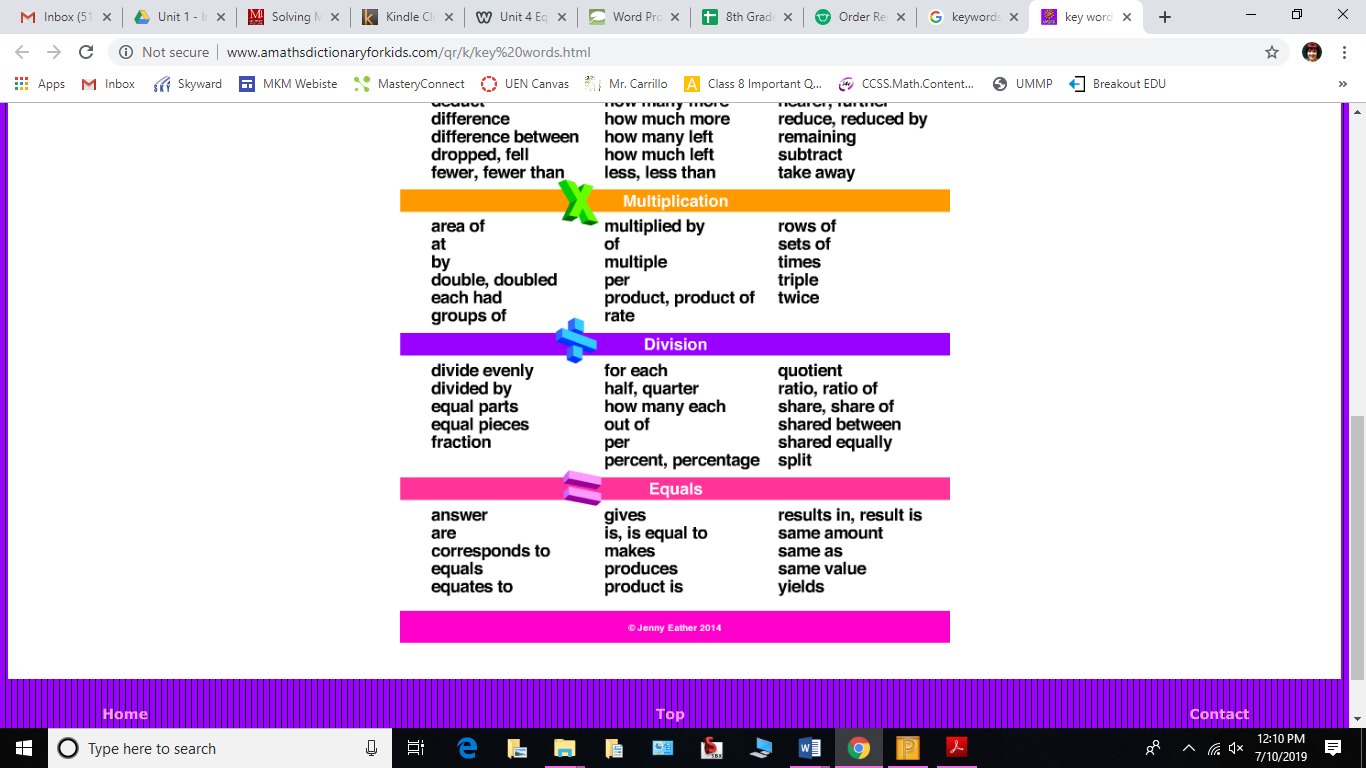 Inbox (51
Unit 1 - I
Solving M
Kindle Clo
Unit 4 Eq
Word Pro
8th Grade
Order Re
keywords
key word
Not secure | www.amathsdictionaryforkids.com/qr/k/key%20words.html
Apps Inbox Skyward MKM Webiste MasteryConnect UEN Canvas Mr. Carrillo Class 8 Important Q... CCSS.Math.Content... UMMP Breakout EDU »
deduct how many more nearer, further
difference how much more reduce, reduced by
difference between how many left remaining
dropped, fell how much left subtract
fewer, fewer than less, less than take away
Multiplication
area of multiplied by rows of
at of sets of
by multiple times
double, doubled per triple
each had product, product of twice
groups of rate
Division
divide evenly for each quotient
divided by half, quarter ratio, ratio of
equal parts how many each share, share of
equal pieces out of shared between
fraction per shared equally
percent, percentage split
Equals
answer gives results in, result is
are is, is equal to same amount
corresponds to makes same as
equals produces same value
equates to product is yields
© Jenny Eather 2014
Home Top Contact
Type here to search
12:10 PM
7/10/2019